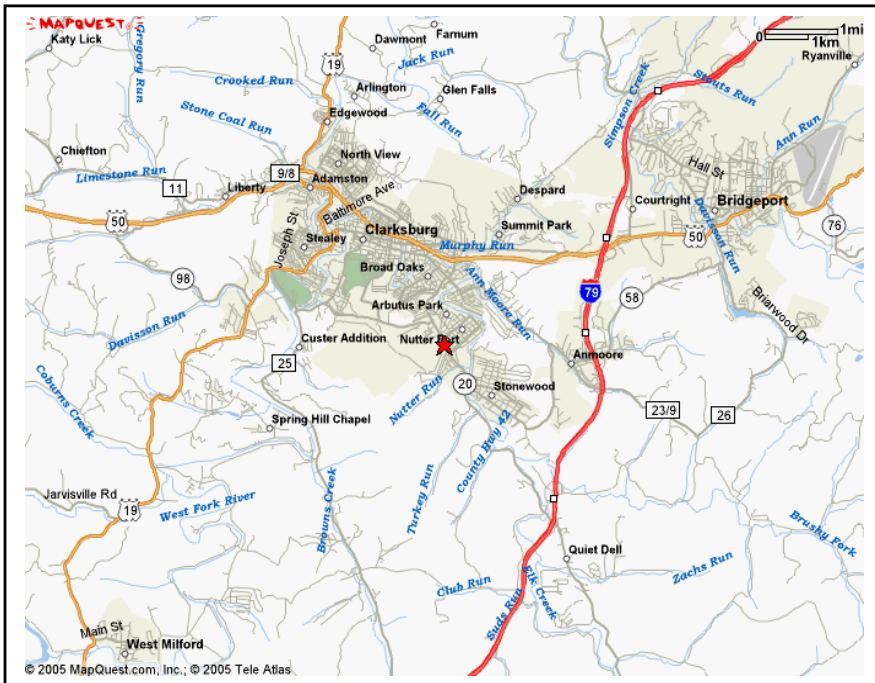 MAPQUEST
Katy Lick
Gregory Run
Farnum
Dawmont
Jack Run
19
0
1mi
1km
Ryanville
Crooked Run
Arlington
Glen Falls
Fall Run
Simpson Creek
Stouts Run
Stone Coal Run
Edgewood
Ann Run
Chiefton
North View
Hall St
Limestone Run
9/8
11
Adamston
Liberty
Baltimore Ave
Despard
Courtright
Bridgeport
50
Joseph St
Stealey
Clarksburg
Summit Park
Murphy Run
50
Davisson Run
76
98
Broad Oaks
Ann Moore Run
79
58
Arbutus Park
Briarwood Dr
Davisson Run
Custer Addition
Nutter Fort
Anmoore
25
Coburns Creek
Nutter Run
20
Stonewood
23/9
26
Spring Hill Chapel
County Hwy 42
Jarvisville Rd
19
West Fork River
Browns Creek
Turkey Run
Brushy Fork
Quiet Dell
Zachs Run
Club Run
Elk Creek
Suds Run
Main St
West Milford
© 2005 MapQuest.com, Inc.; © 2005 Tele Atlas